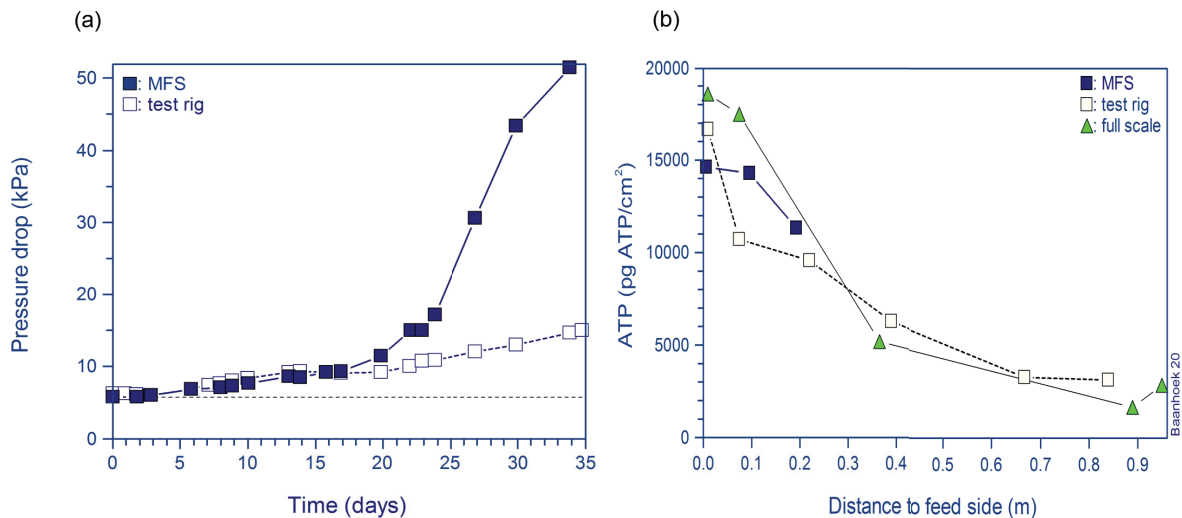 (a)
(b)
■: MFS
□: test rig
Pressure drop (kPa)
50
40
30
20
10
0
0 5 10 15 20 25 30 35
Time (days)
■: MFS
□: test rig
▲: full scale
ATP (pg ATP/cm²)
20000
15000
10000
5000
0
0.0 0.1 0.2 0.3 0.4 0.5 0.6 0.7 0.8 0.9
Distance to feed side (m)
Baanhoek 20